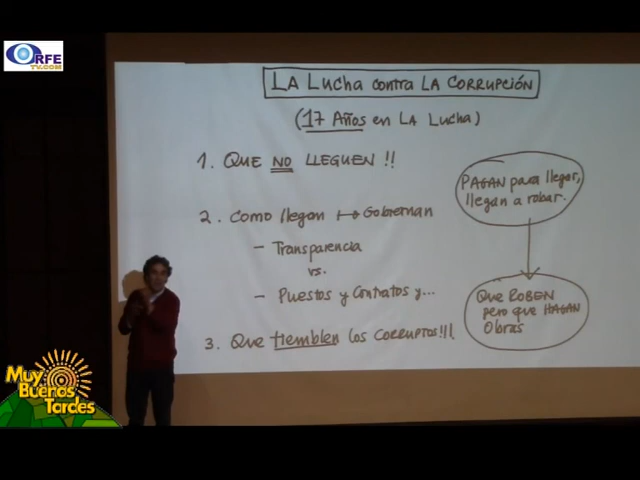 ORFE
TV.COM
LA LUCHA CONTRA LA CORRUPCIÓN
(17 Años en LA LUCHA)
1. QUE NO LLEGUEN !!
2. Como llegan ↦ Gobiernan
- Transparencia
vs.
- Puestos y Contratos y...
3. Que tiemblen los CORRUPTOS!!!
PAGAN para llegar,
llegan a robar.
QUE ROBEN
pero que HAGAN
Obras
Muy
Buenas
Tardes